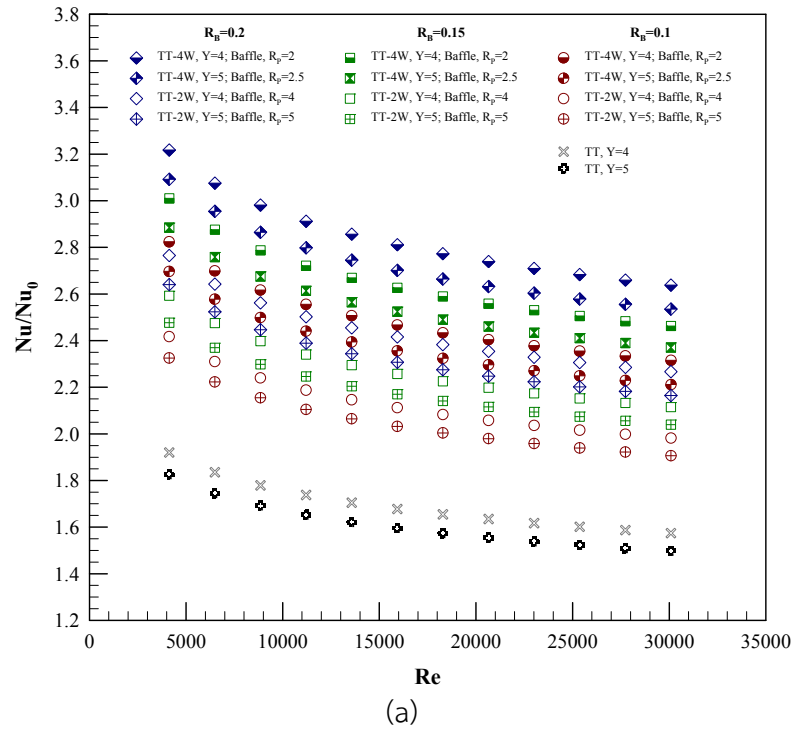 R_B=0.2 R_B=0.15 R_B=0.1
TT-4W, Y=4; Baffle, R_P=2 TT-4W, Y=4; Baffle, R_P=2 TT-4W, Y=4; Baffle, R_P=2
TT-4W, Y=5; Baffle, R_P=2.5 TT-4W, Y=5; Baffle, R_P=2.5 TT-4W, Y=5; Baffle, R_P=2.5
TT-2W, Y=4; Baffle, R_P=4 TT-2W, Y=4; Baffle, R_P=4 TT-2W, Y=4; Baffle, R_P=4
TT-2W, Y=5; Baffle, R_P=5 TT-2W, Y=5; Baffle, R_P=5 TT-2W, Y=5; Baffle, R_P=5
TT, Y=4
TT, Y=5
Nu/Nu_0
3.8
3.6
3.4
3.2
3.0
2.8
2.6
2.4
2.2
2.0
1.8
1.6
1.4
1.2
0 5000 10000 15000 20000 25000 30000 35000
Re
(a)